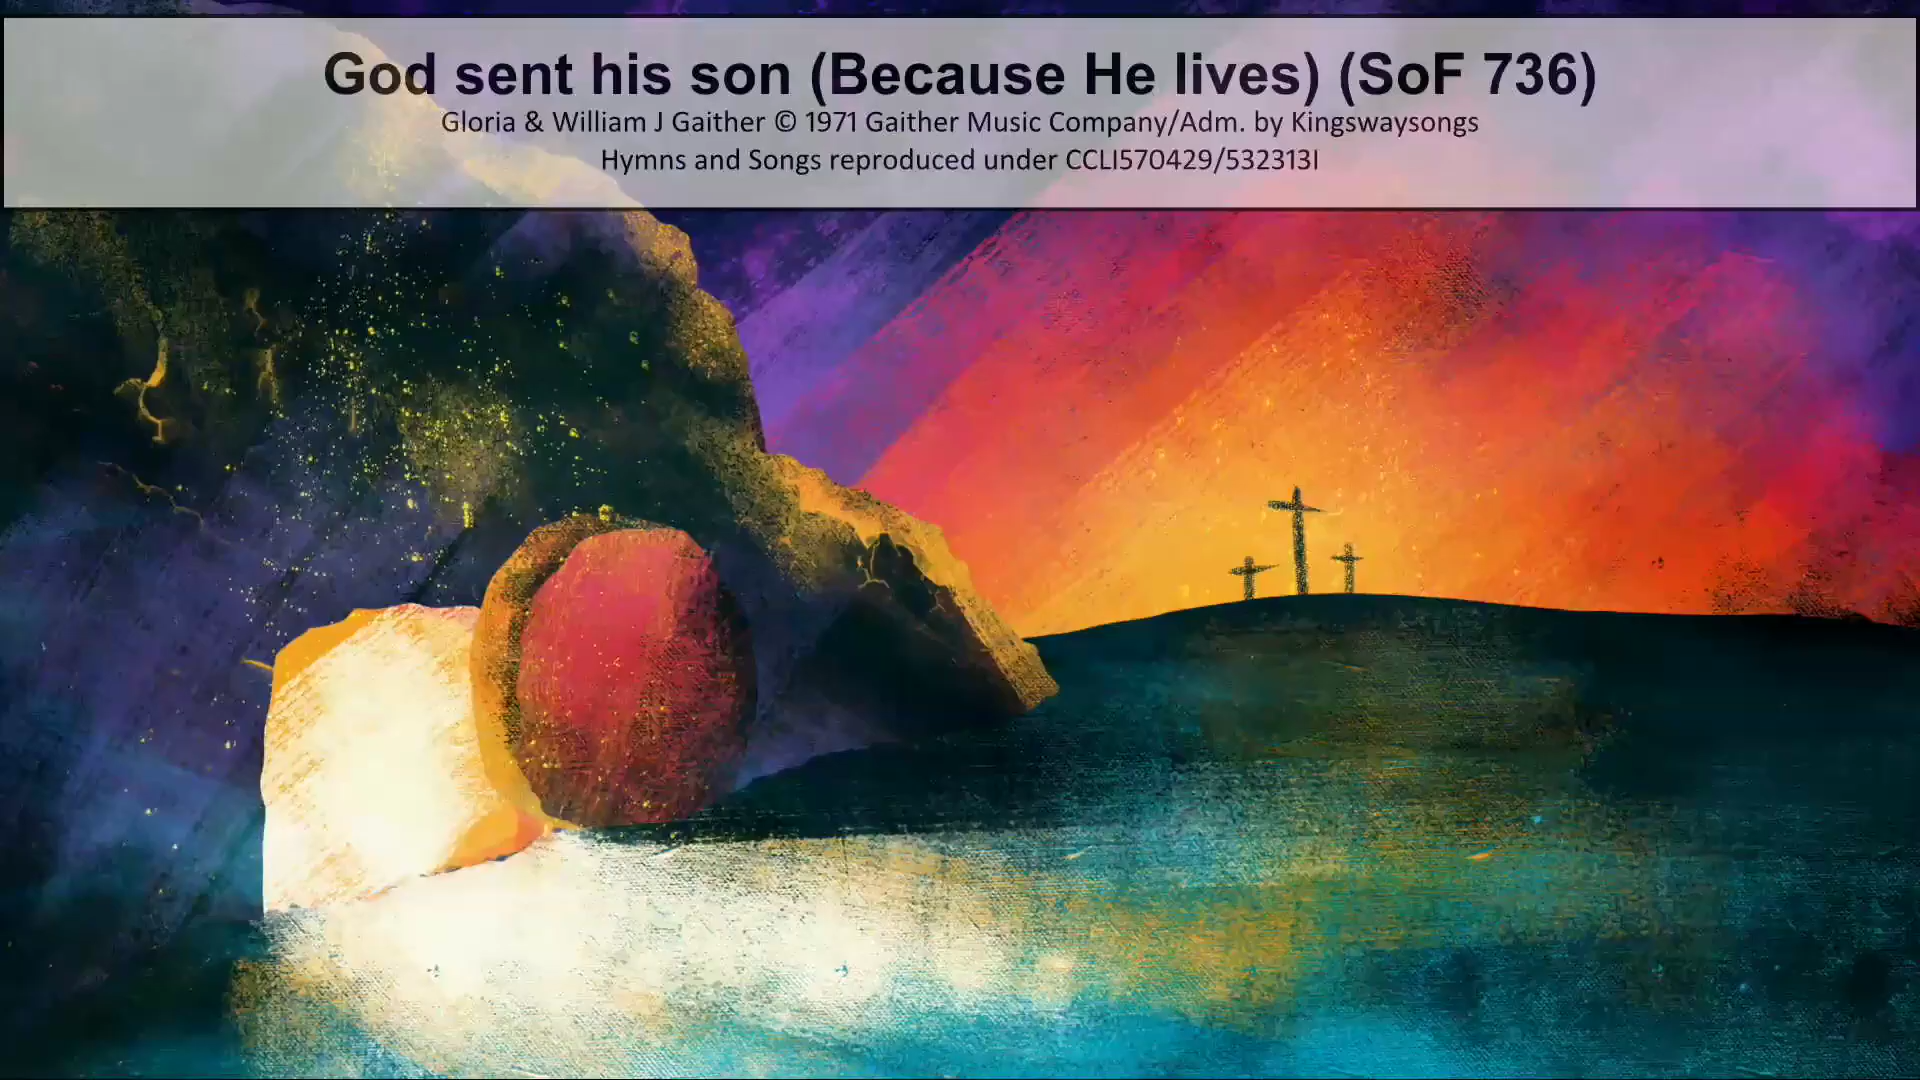 God sent his son (Because He lives) (SoF 736)
Gloria & William J Gaither © 1971 Gaither Music Company/Adm. by Kingswaysongs
Hymns and Songs reproduced under CCLI570429/532313I